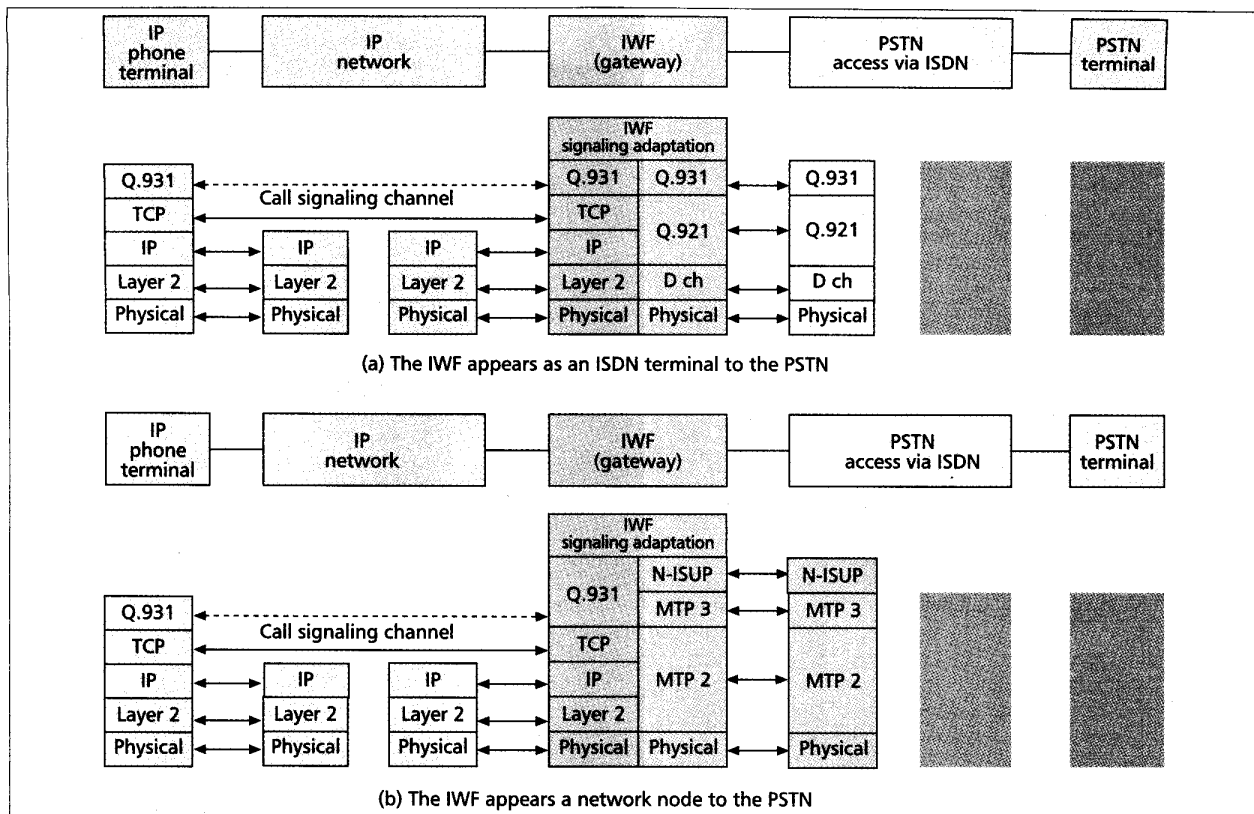 IP
phone
terminal
IP
network
IWF
(gateway)
PSTN
access via ISDN
PSTN
terminal
IWF
signaling adaptation
Q.931
Q.931
Q.931
Q.931
Call signaling channel
TCP
TCP
Q.921
Q.921
IP
IP
IP
IP
Layer 2
Layer 2
Layer 2
Layer 2
D ch
D ch
Physical
Physical
Physical
Physical
Physical
Physical
(a) The IWF appears as an ISDN terminal to the PSTN
IP
phone
terminal
IP
network
IWF
(gateway)
PSTN
access via ISDN
PSTN
terminal
IWF
signaling adaptation
N-ISUP
N-ISUP
Q.931
Q.931
MTP 3
MTP 3
Call signaling channel
TCP
TCP
IP
IP
IP
IP
MTP 2
MTP 2
Layer 2
Layer 2
Layer 2
Layer 2
Physical
Physical
Physical
Physical
Physical
Physical
(b) The IWF appears a network node to the PSTN